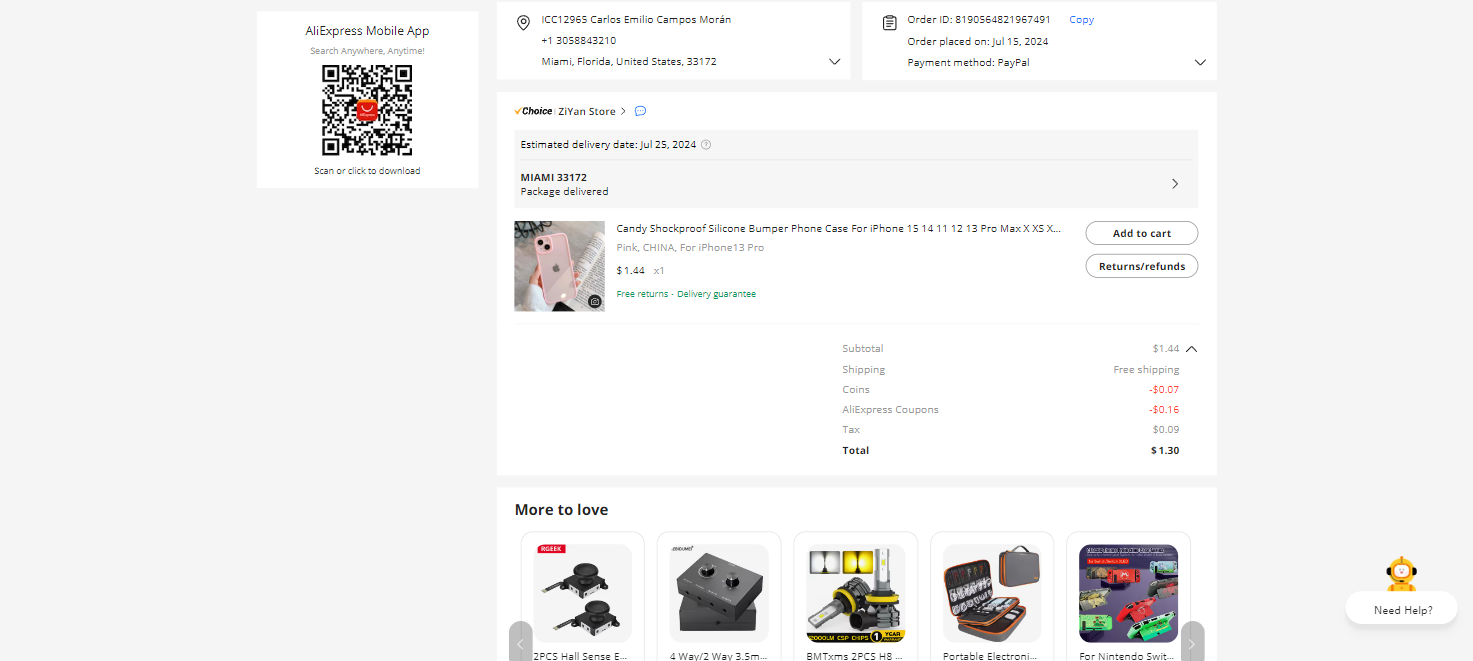 AliExpress Mobile App
Search Anywhere, Anytime!
Scan or click to download
ICC12965 Carlos Emilio Campos Morán
+1 3058843210
Miami, Florida, United States, 33172
Order ID: 8190564821967491 Copy
Order placed on: Jul 15, 2024
Payment method: PayPal
Choice ZiYan Store
Estimated delivery date: Jul 25, 2024
MIAMI 33172
Package delivered
Candy Shockproof Silicone Bumper Phone Case For iPhone 15 14 11 12 13 Pro Max X XS X...
Pink, CHINA, For iPhone13 Pro
$1.44 x1
Free returns · Delivery guarantee
Add to cart
Returns/refunds
Subtotal $1.44
Shipping Free shipping
Coins -$0.07
AliExpress Coupons -$0.16
Tax $0.09
Total $1.30
More to love
RGEEK
2000LM CSP CHIPS 1 YEAR
2PCS Hall Sense E...
4 Way/2 Way 3.5m...
BMTxms 2PCS H8 ...
Portable Electroni...
For Nintendo Swit...
Need Help?